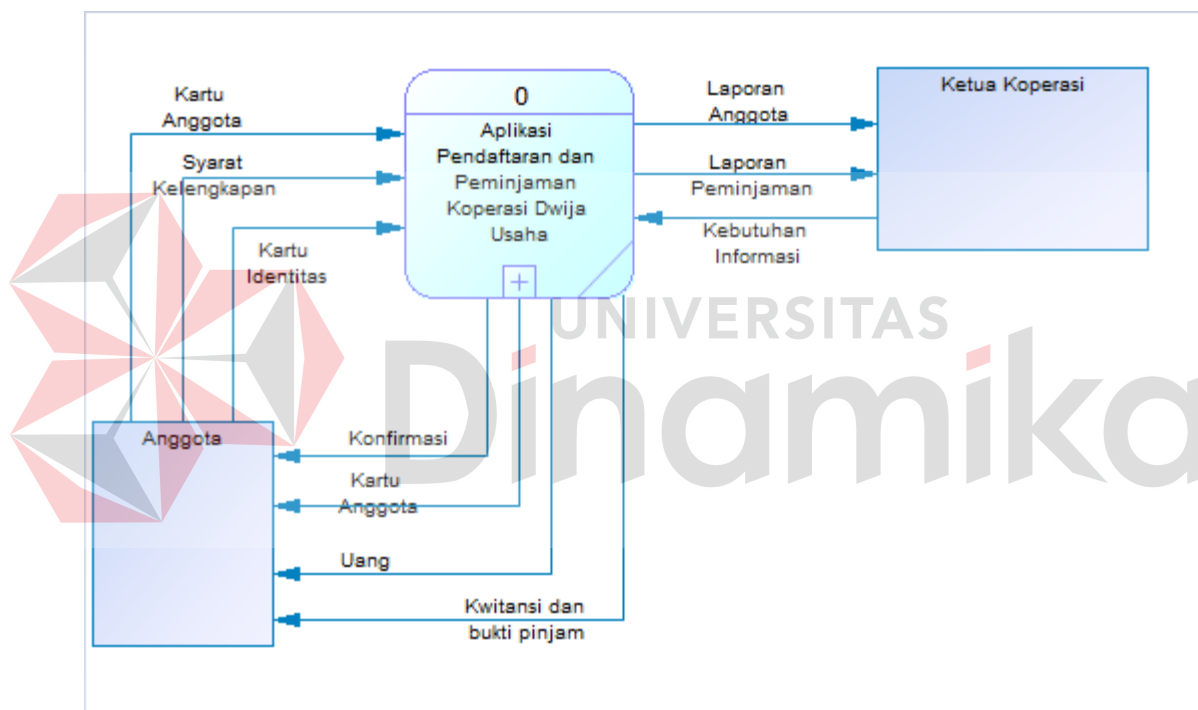 Kartu
Anggota
Syarat
Kelengkapan
Kartu
Identitas
0
Aplikasi
Pendaftaran dan
Peminjaman
Koperasi Dwija
Usaha
Laporan
Anggota
Laporan
Peminjaman
Kebutuhan
Informasi
Ketua Koperasi
UNIVERSITAS
Dinamika
Anggota
Konfirmasi
Kartu
Anggota
Uang
Kwitansi dan
bukti pinjam